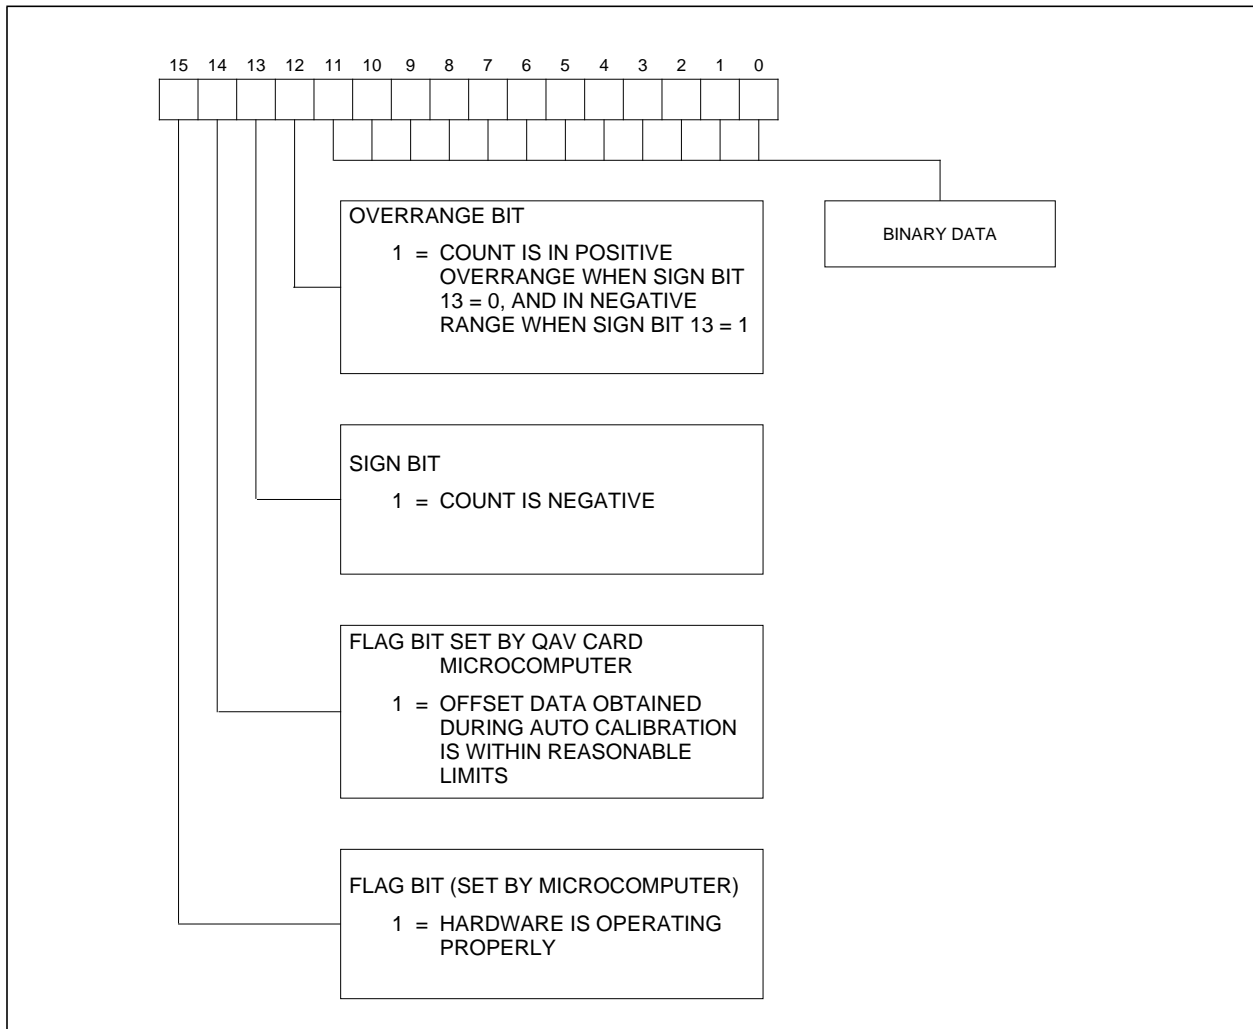 15 14 13 12 11 10 9 8 7 6 5 4 3 2 1 0
OVERRANGE BIT
1 = COUNT IS IN POSITIVE
OVERRANGE WHEN SIGN BIT
13 = 0, AND IN NEGATIVE
RANGE WHEN SIGN BIT 13 = 1
BINARY DATA
SIGN BIT
1 = COUNT IS NEGATIVE
FLAG BIT SET BY QAV CARD
MICROCOMPUTER
1 = OFFSET DATA OBTAINED
DURING AUTO CALIBRATION
IS WITHIN REASONABLE
LIMITS
FLAG BIT (SET BY MICROCOMPUTER)
1 = HARDWARE IS OPERATING
PROPERLY